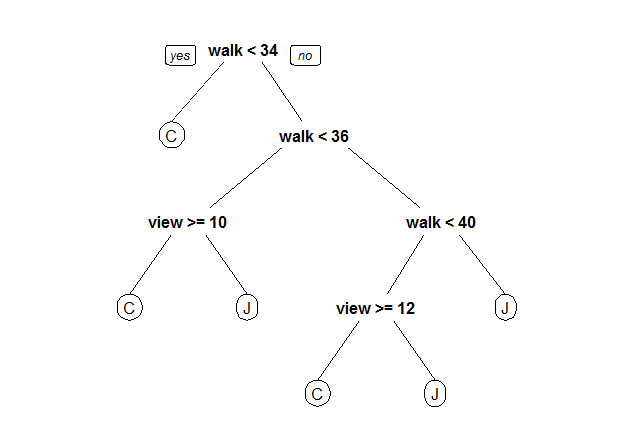 yes walk < 34 no
C
walk < 36
view >= 10 walk < 40
C J view >= 12 J
C J